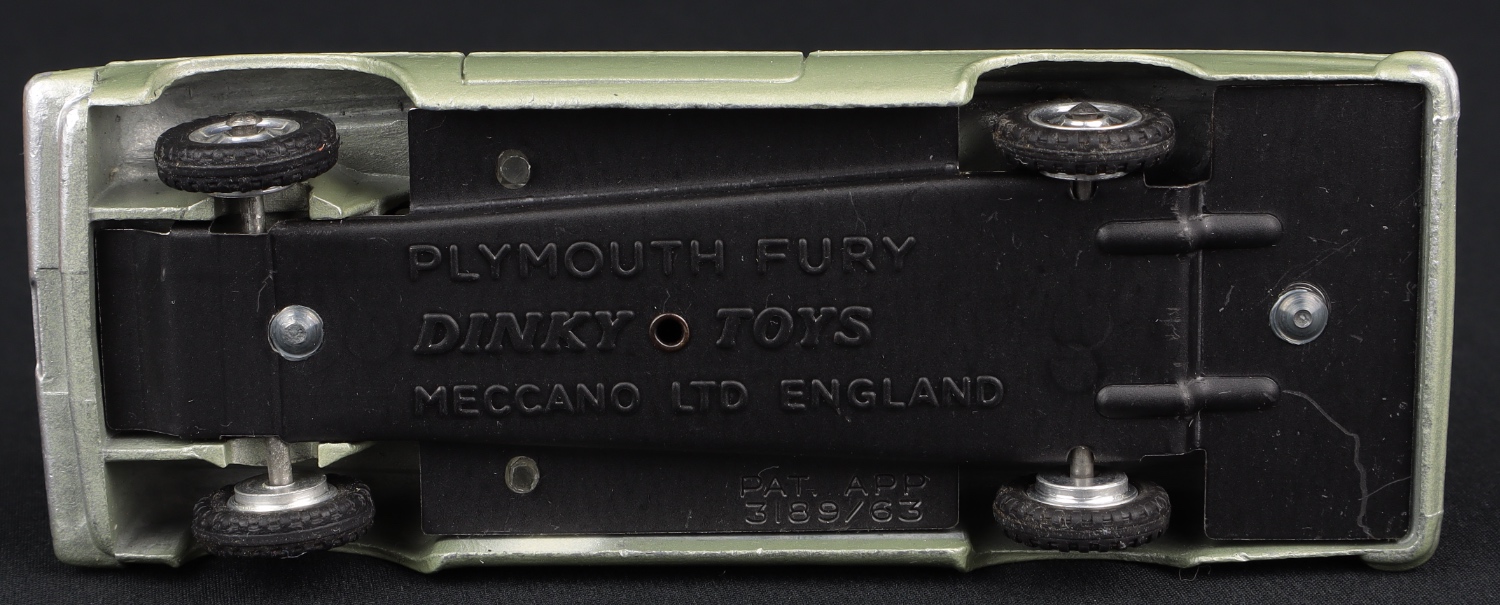 PLYMOUTH FURY
DINKY TOYS
MECCANO LTD ENGLAND
PAT. APP
3189/63